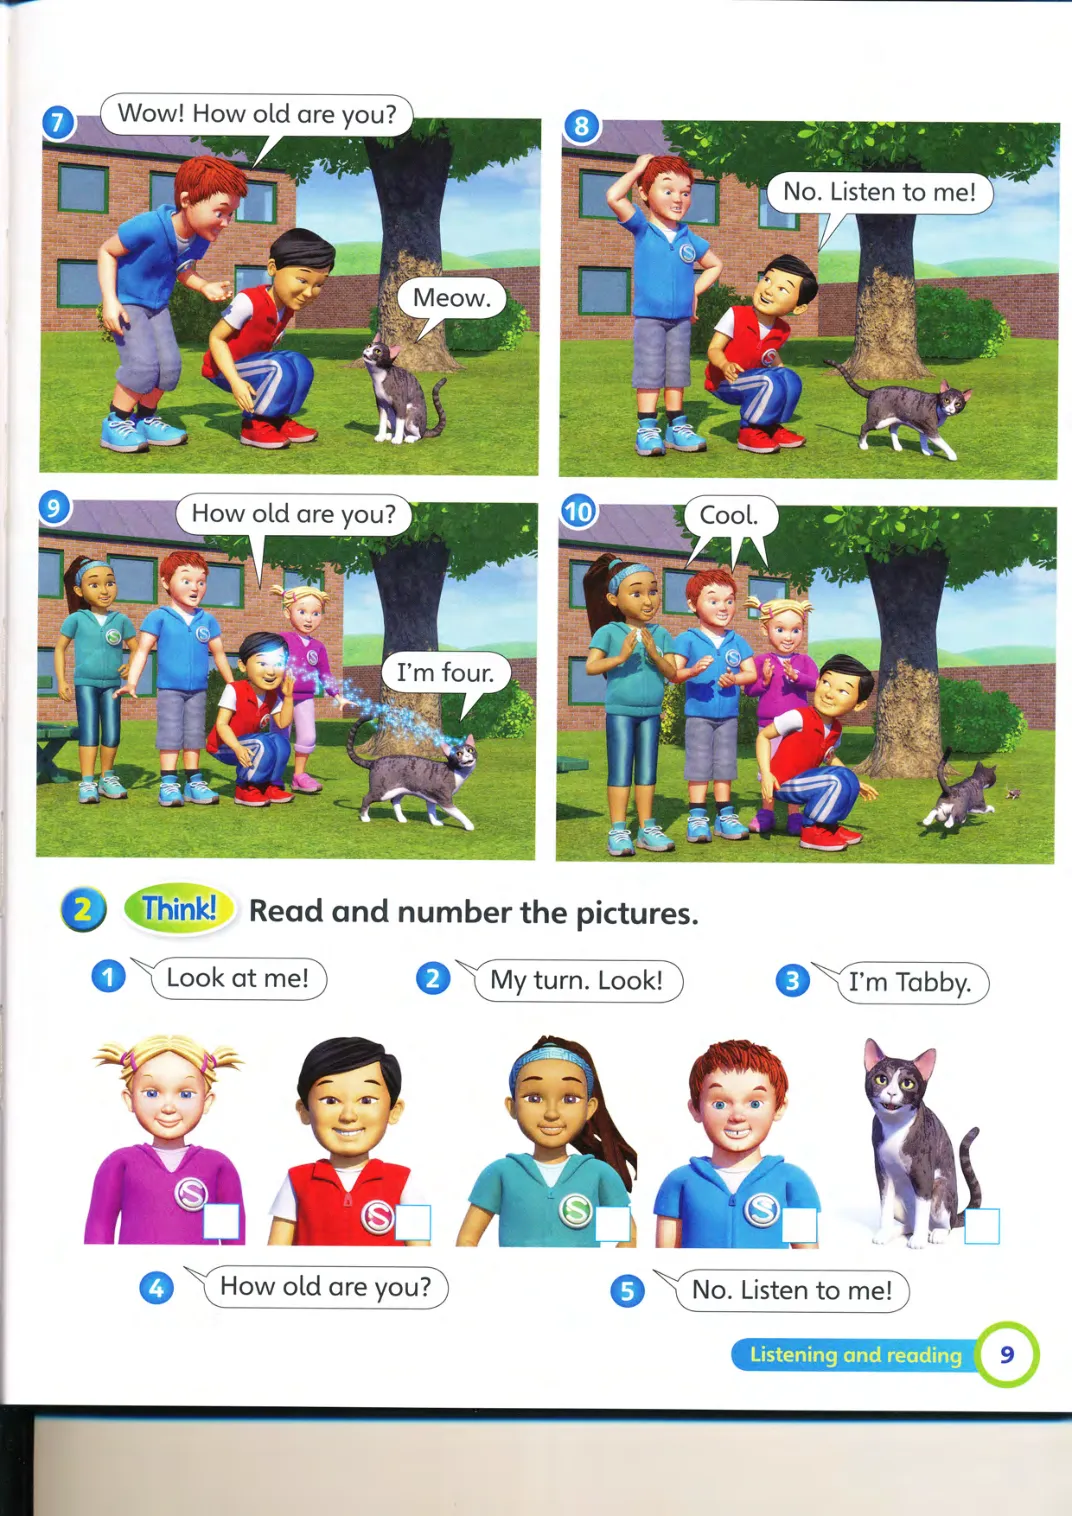 7
Wow! How old are you?
Meow.
8
No. Listen to me!
9
How old are you?
I'm four.
10
Cool.
2 Think! Read and number the pictures.
1 Look at me!
2 My turn. Look!
3 I'm Tabby.
S
S
S
S
4 How old are you?
5 No. Listen to me!
Listening and reading 9